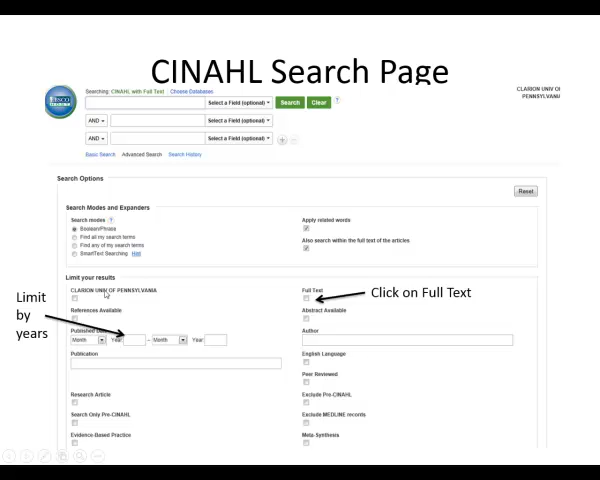 CINAHL Search Page
EBSCO
HOST
Searching: CINAHL with Full Text Choose Databases
CLARION UNIV OF
PENNSYLVANIA
Select a Field (optional) Search Clear ?
AND Select a Field (optional)
AND Select a Field (optional)
Basic Search Advanced Search Search History
Search Options
Reset
Search Modes and Expanders
Search modes ?
Boolean/Phrase
Find all my search terms
Find any of my search terms
SmartText Searching Hint
Apply related words
Also search within the full text of the articles
Limit your results
CLARION UNIV OF PENNSYLVANIA
Full Text
Click on Full Text
Limit
by
years
References Available
Abstract Available
Published Date
Month Year – Month Year
Author
Publication
English Language
Peer Reviewed
Research Article
Exclude Pre-CINAHL
Search Only Pre-CINAHL
Exclude MEDLINE records
Evidence-Based Practice
Meta-Synthesis